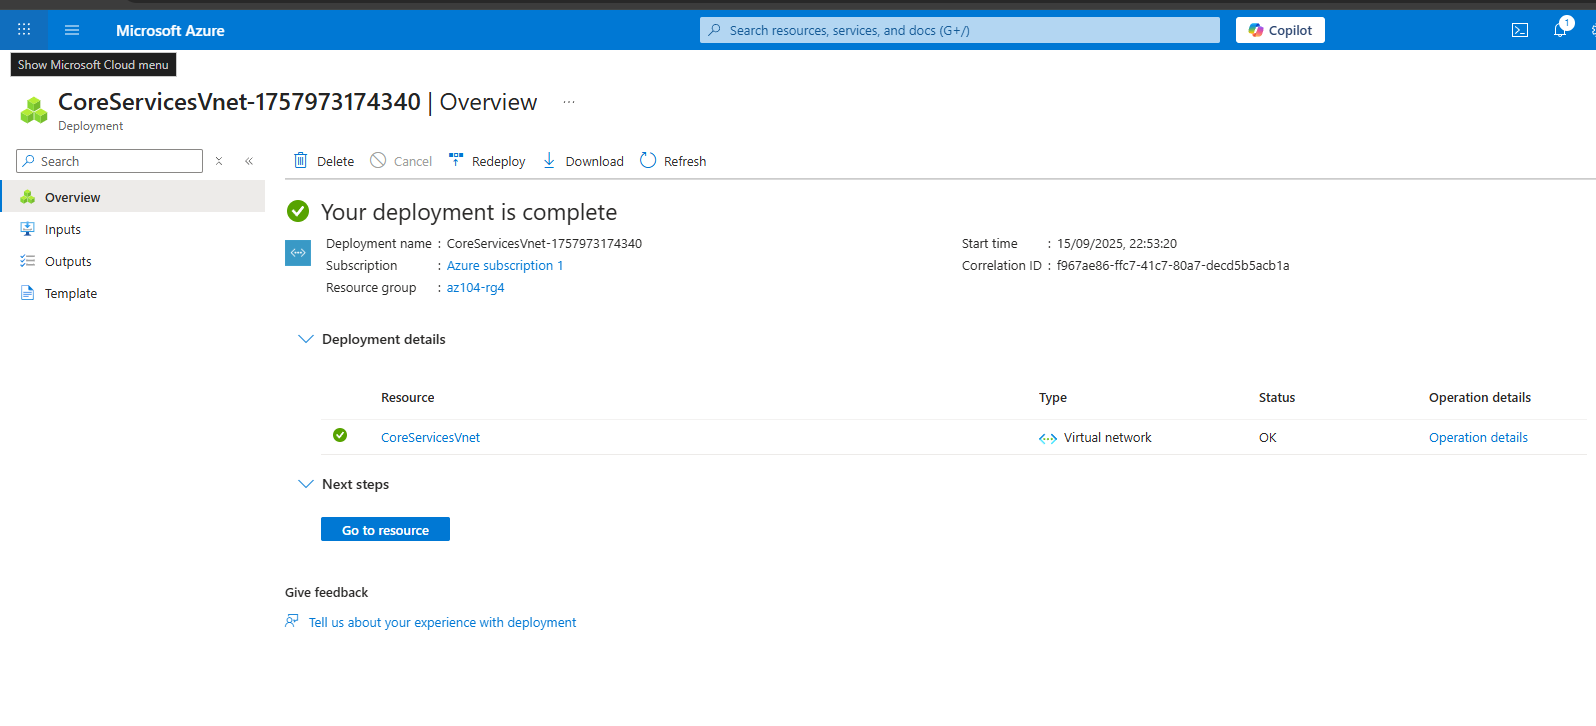 Microsoft Azure
Search resources, services, and docs (G+/)
Copilot
1
Show Microsoft Cloud menu
CoreServicesVnet-1757973174340 | Overview ...
Deployment
Search
Delete Cancel Redeploy Download Refresh
Overview
Inputs
Outputs
Template
Your deployment is complete
Deployment name : CoreServicesVnet-1757973174340
Subscription : Azure subscription 1
Resource group : az104-rg4
Start time : 15/09/2025, 22:53:20
Correlation ID : f967ae86-ffc7-41c7-80a7-decd5b5acb1a
Deployment details
Resource Type Status Operation details
CoreServicesVnet Virtual network OK Operation details
Next steps
Go to resource
Give feedback
Tell us about your experience with deployment